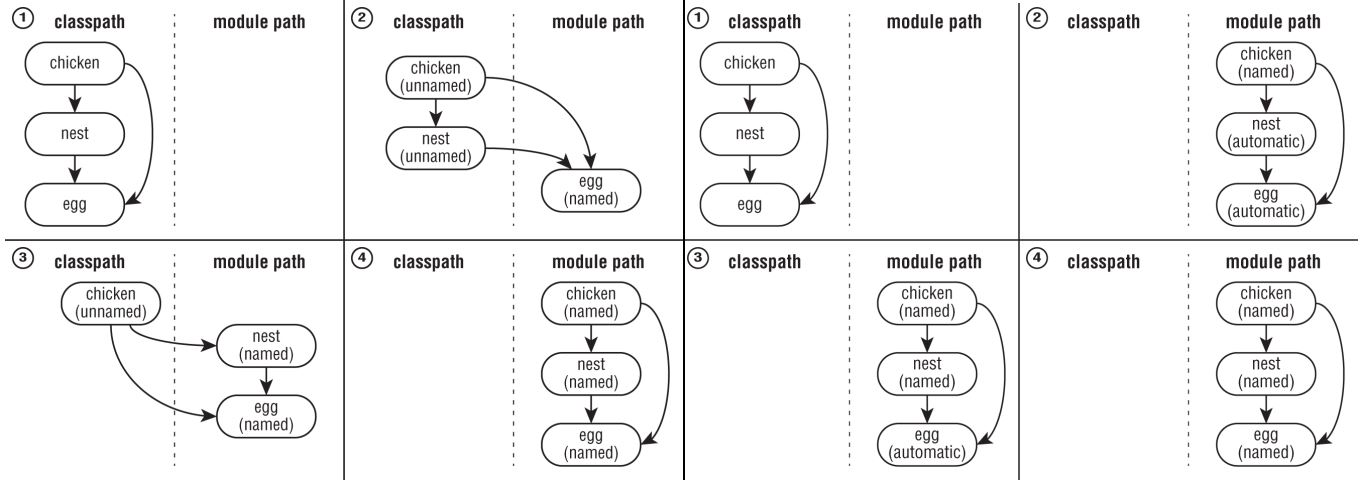 ① classpath module path
chicken
nest
egg
② classpath module path
chicken
(unnamed)
nest
(unnamed)
egg
(named)
③ classpath module path
chicken
(unnamed)
nest
(named)
egg
(named)
④ classpath module path
chicken
(named)
nest
(named)
egg
(named)
① classpath module path
chicken
nest
egg
② classpath module path
chicken
(named)
nest
(automatic)
egg
(automatic)
③ classpath module path
chicken
(named)
nest
(named)
egg
(automatic)
④ classpath module path
chicken
(named)
nest
(named)
egg
(named)